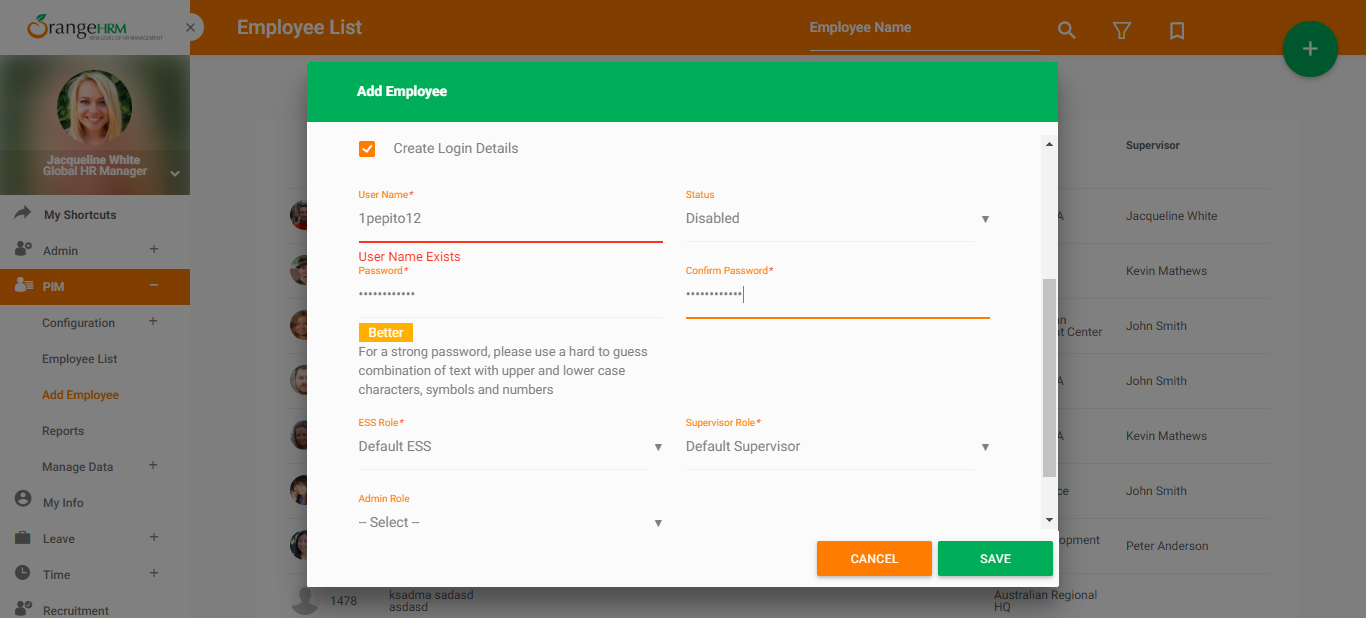 OrangeHRM
NEW LEVEL OF HR MANAGEMENT
Employee List
Employee Name
Jacqueline White
Global HR Manager
My Shortcuts
Admin
PIM
Configuration
Employee List
Add Employee
Reports
Manage Data
My Info
Leave
Time
Recruitment
Add Employee
Create Login Details
User Name*
Status
1pepito12
Disabled
User Name Exists
Password*
Confirm Password*
••••••••••••
••••••••••••
Better
For a strong password, please use a hard to guess
combination of text with upper and lower case
characters, symbols and numbers
ESS Role*
Supervisor Role*
Default ESS
Default Supervisor
Admin Role
-- Select --
CANCEL
SAVE
Supervisor
Jacqueline White
Kevin Mathews
John Smith
John Smith
Kevin Mathews
John Smith
Peter Anderson
1478
ksadma sadasd
asdasd
Australian Regional
HQ